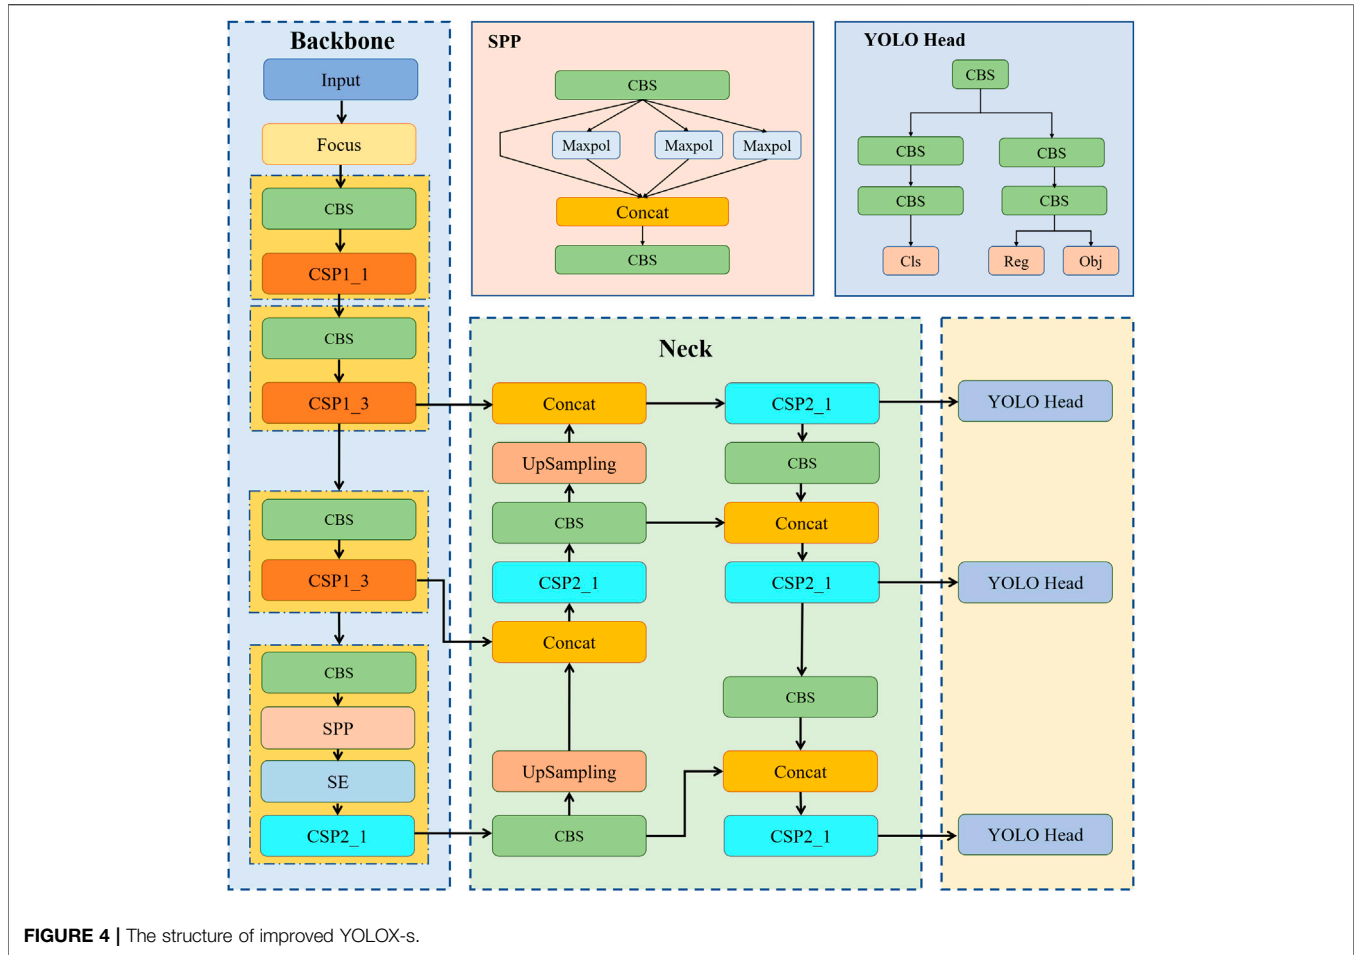 Backbone
Input
Focus
CBS
CSP1_1
CBS
CSP1_3
CBS
CSP1_3
CBS
SPP
SE
CSP2_1
SPP
CBS
Maxpol Maxpol Maxpol
Concat
CBS
YOLO Head
CBS
CBS CBS
CBS CBS
Cls Reg Obj
Neck
Concat CSP2_1 YOLO Head
UpSampling CBS
CBS Concat
CSP2_1 CSP2_1 YOLO Head
Concat
CBS
UpSampling Concat
CBS CSP2_1 YOLO Head
FIGURE 4 | The structure of improved YOLOX-s.